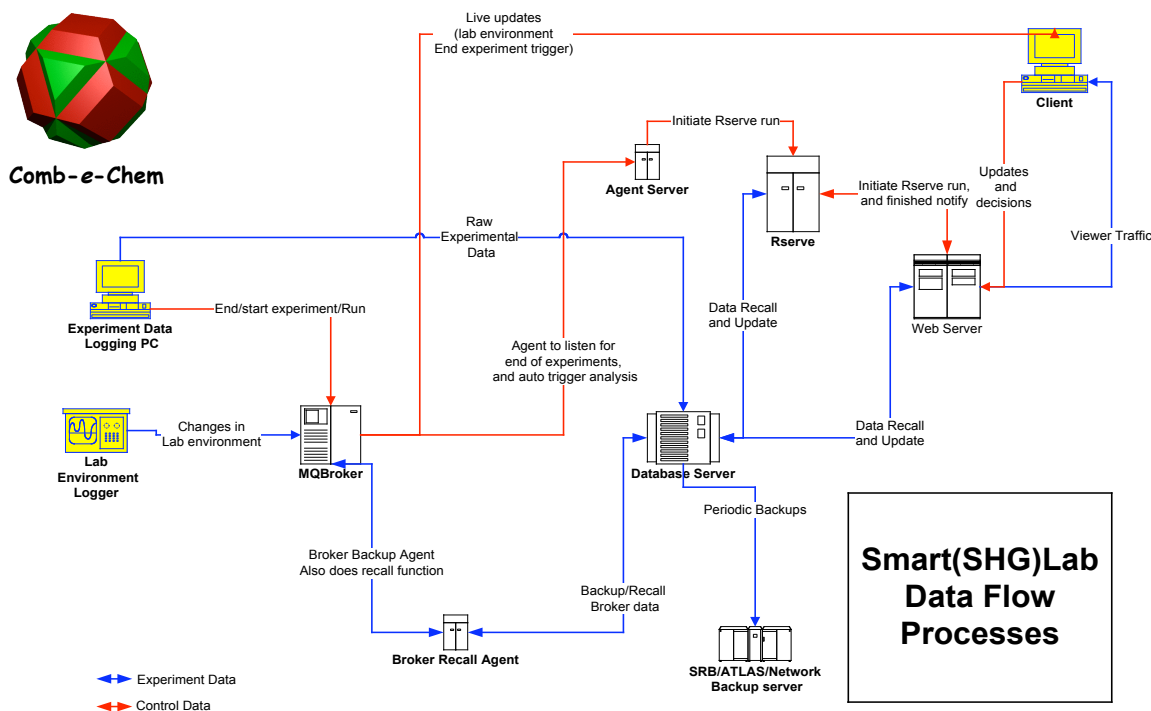 Live updates
(lab environment
End experiment trigger)
Client
Comb-e-Chem
Initiate Rserve run
Agent Server
Updates
and
decisions
Initiate Rserve run,
and finished notify
Rserve
Viewer Traffic
Raw
Experimental
Data
Experiment Data
Logging PC
End/start experiment/Run
Data Recall
and Update
Web Server
Agent to listen for
end of experiments,
and auto trigger analysis
Changes in
Lab environment
Lab
Environment
Logger
MQBroker
Database Server
Data Recall
and Update
Periodic Backups
Broker Backup Agent
Also does recall function
Backup/Recall
Broker data
Broker Recall Agent
SRB/ATLAS/Network
Backup server
Smart(SHG)Lab
Data Flow
Processes
Experiment Data
Control Data